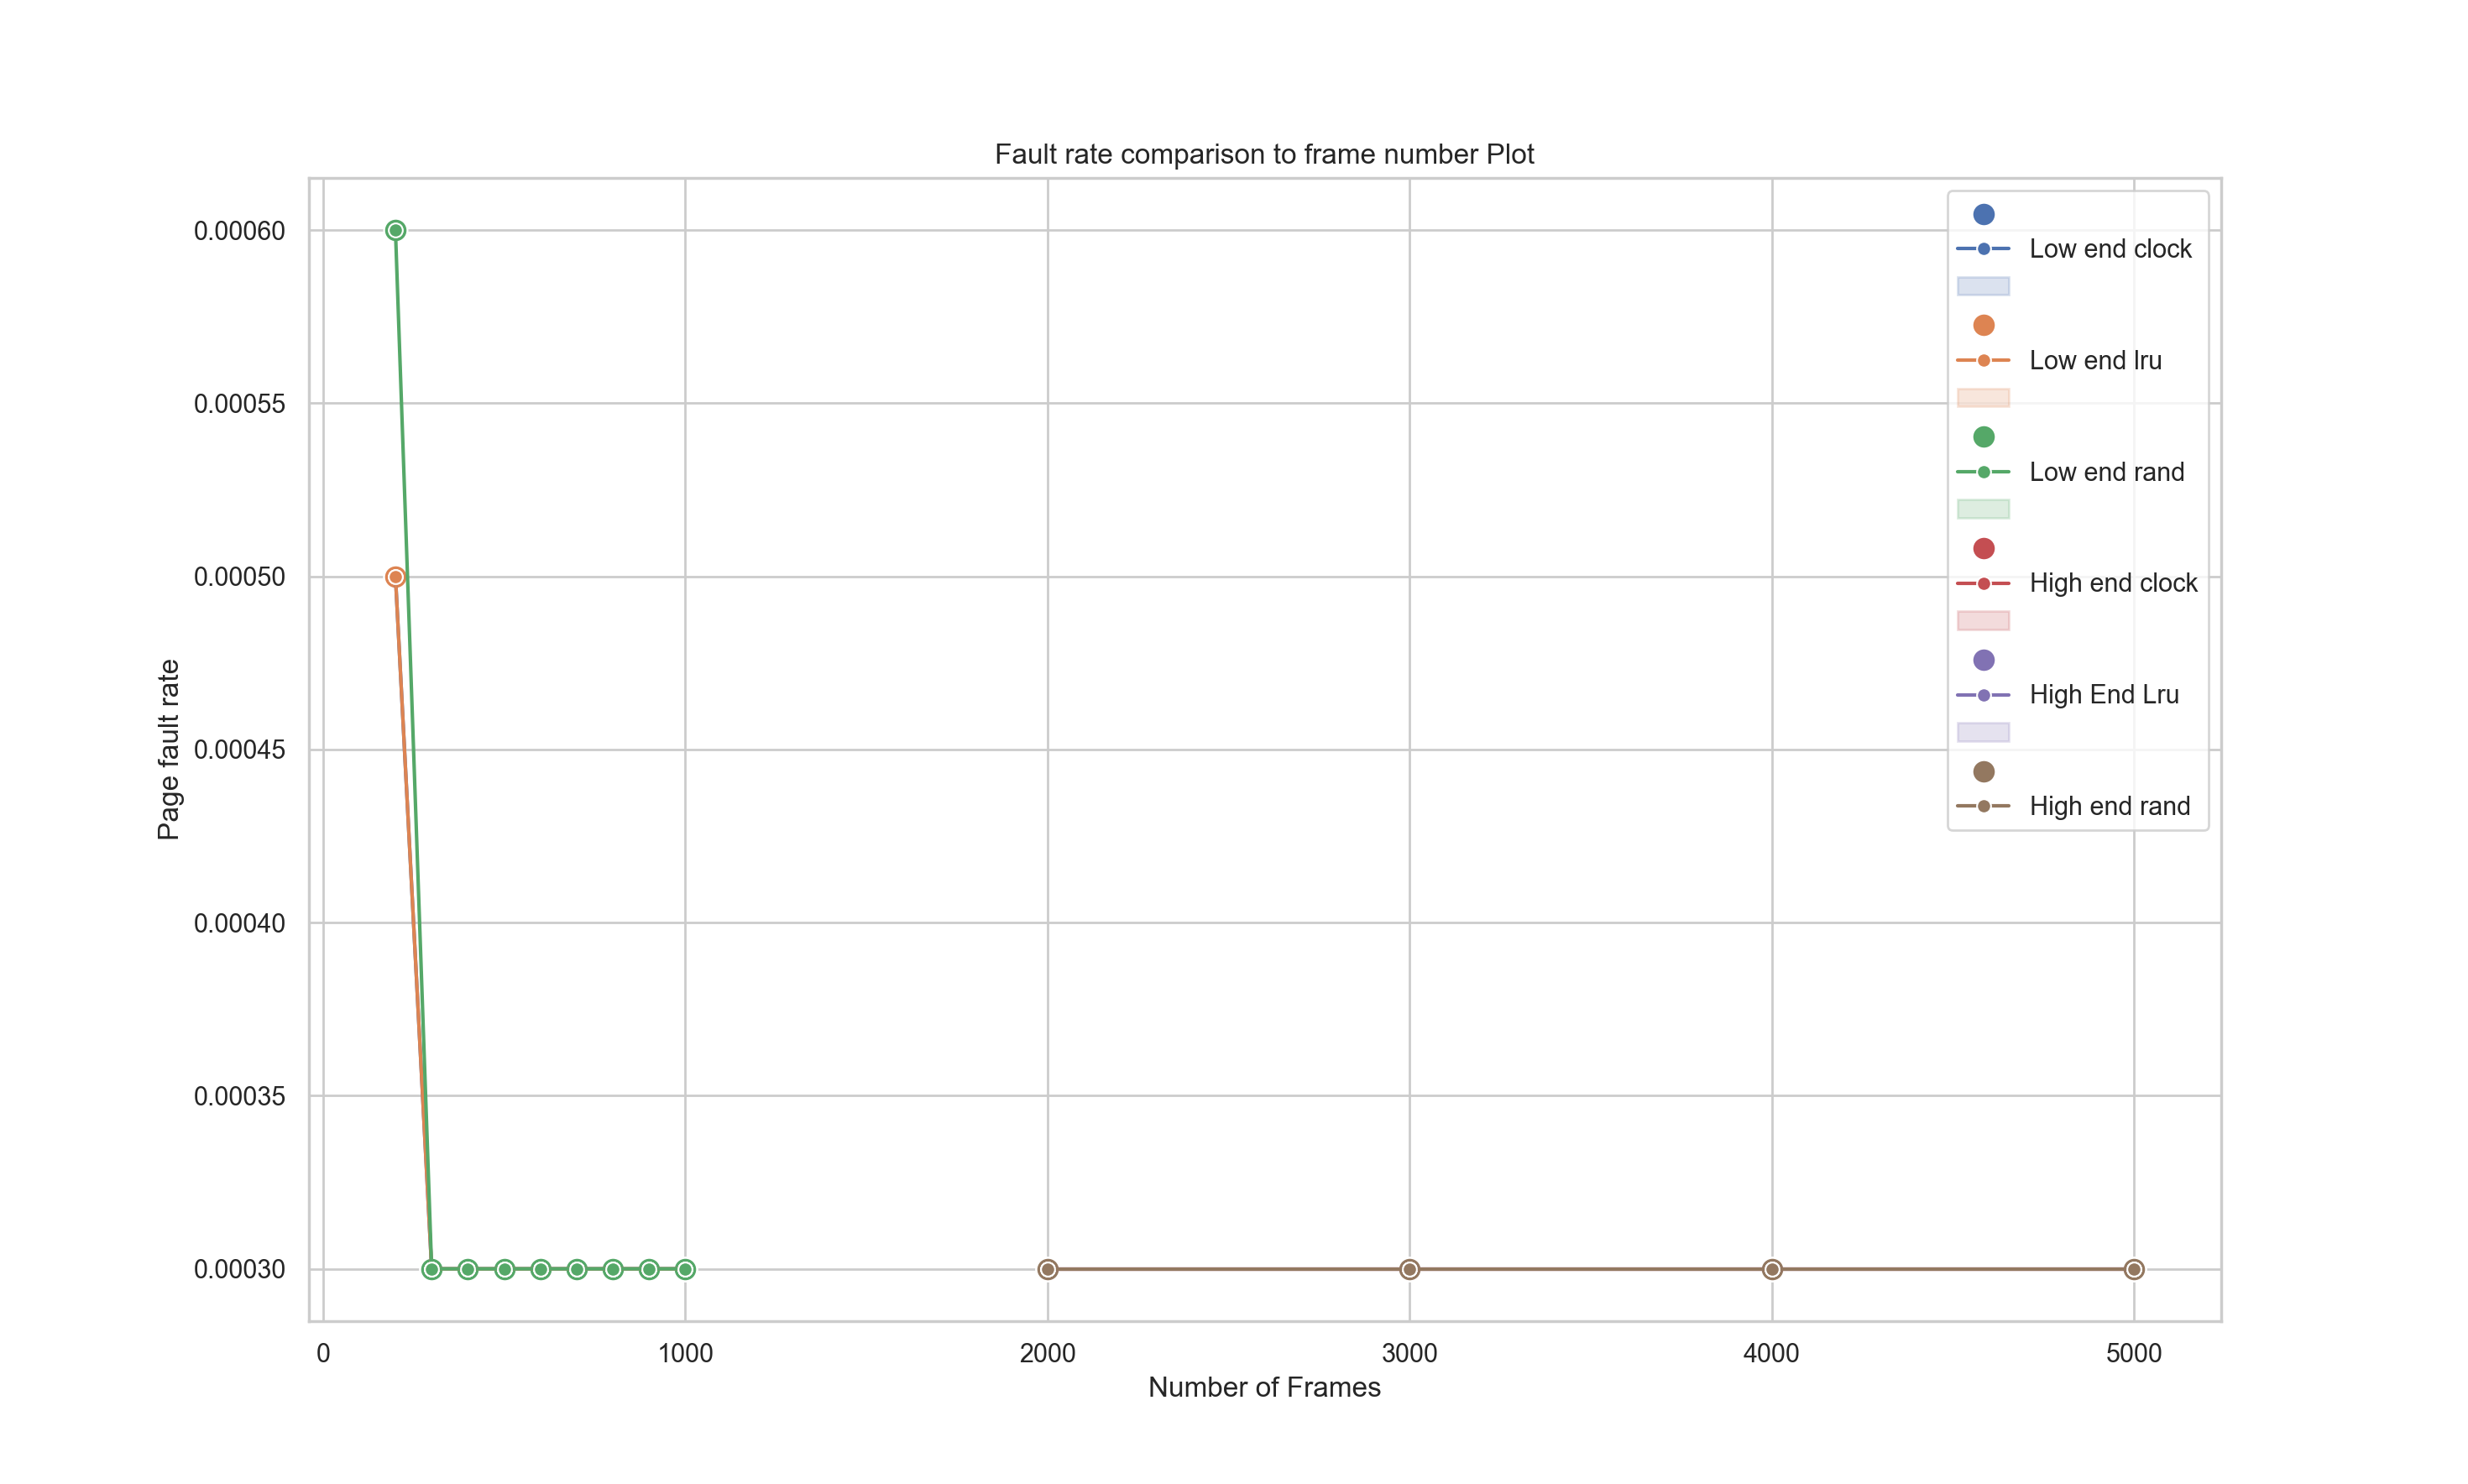 Fault rate comparison to frame number Plot
0.00060
0.00055
0.00050
0.00045
0.00040
0.00035
0.00030
Page fault rate
0 1000 2000 3000 4000 5000
Number of Frames
Low end clock
Low end lru
Low end rand
High end clock
High End Lru
High end rand